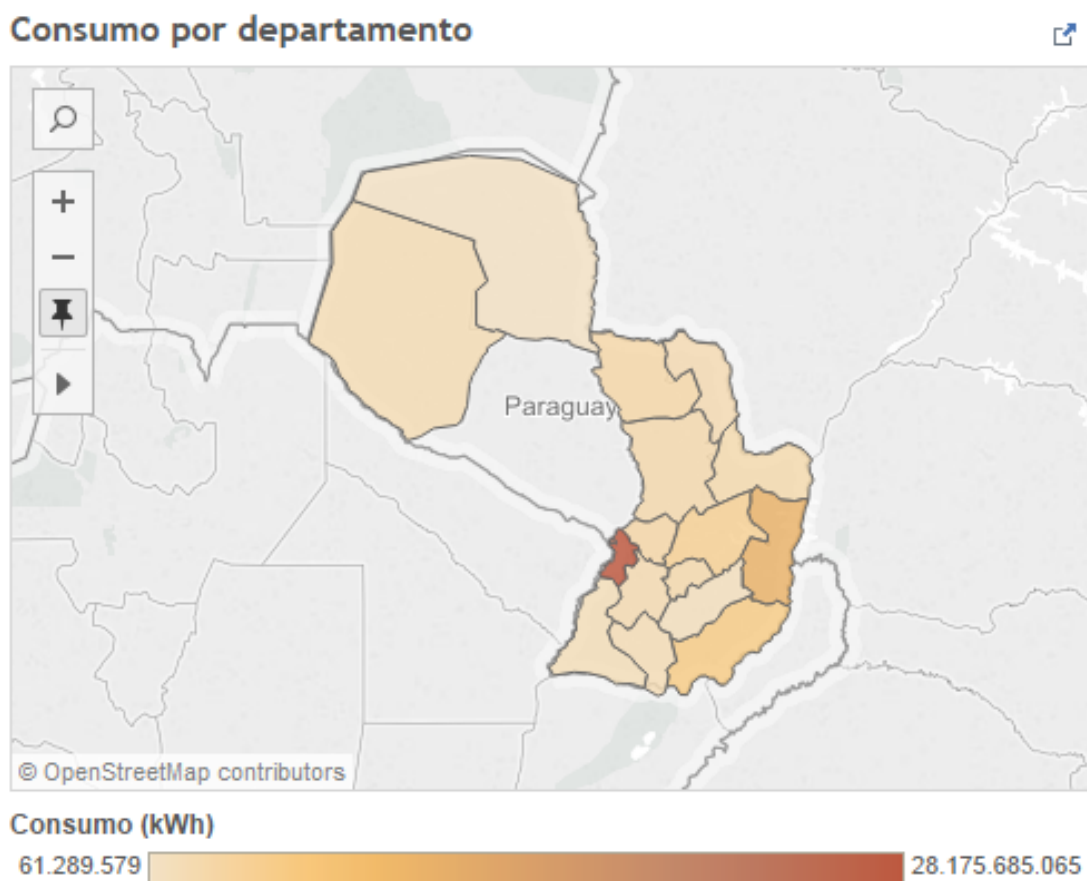 Consumo por departamento
Paraguay
© OpenStreetMap contributors
Consumo (kWh)
61.289.579 28.175.685.065